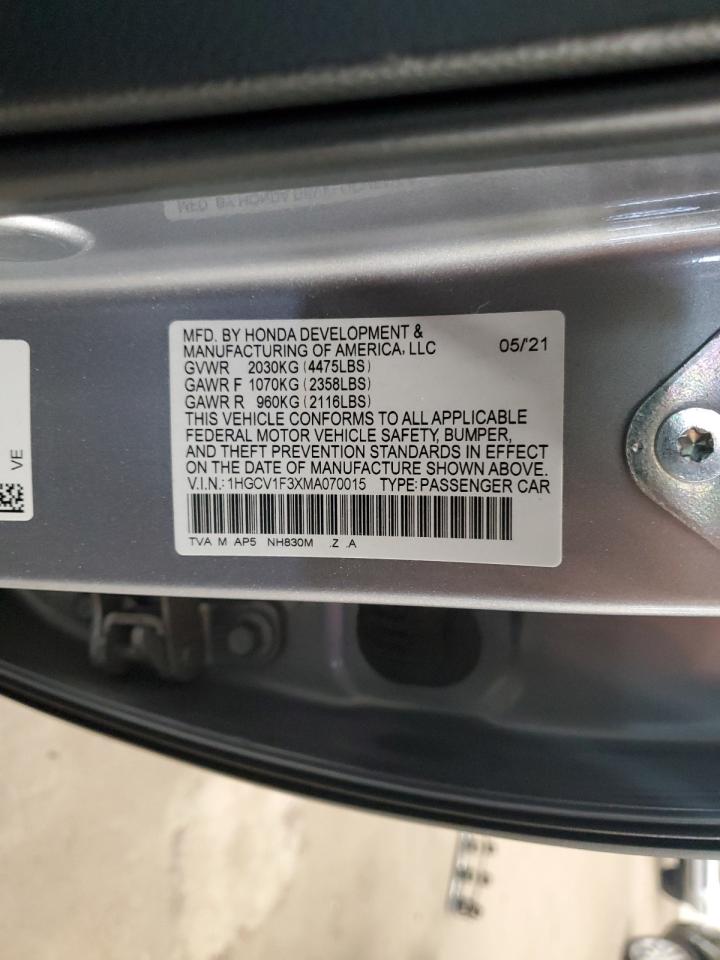 MFD. BY HONDA DEVELOPMENT &
MANUFACTURING OF AMERICA, LLC 05/'21
GVWR 2030KG (4475LBS)
GAWR F 1070KG (2358LBS)
GAWR R 960KG (2116LBS)
THIS VEHICLE CONFORMS TO ALL APPLICABLE
FEDERAL MOTOR VEHICLE SAFETY, BUMPER,
AND THEFT PREVENTION STANDARDS IN EFFECT
ON THE DATE OF MANUFACTURE SHOWN ABOVE.
V.I.N.: 1HGCV1F3XMA070015 TYPE: PASSENGER CAR
TVA M AP5 NH830M .Z .A
VE